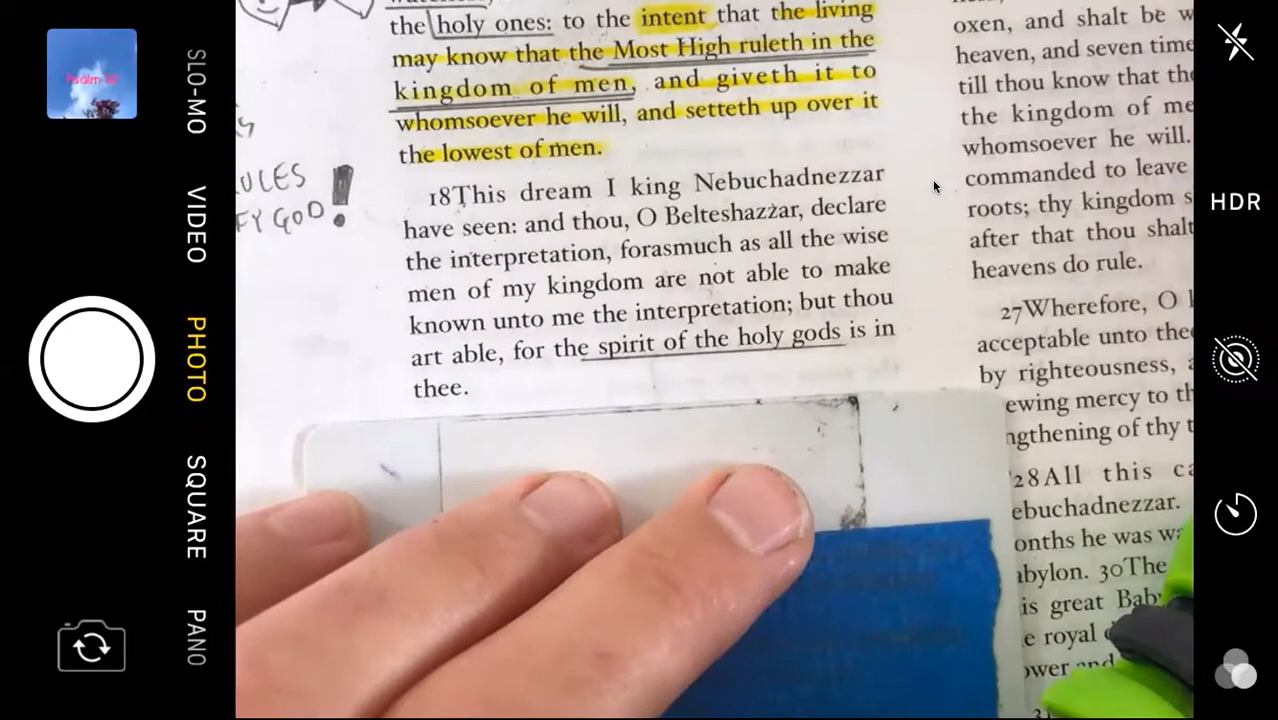 SLO-MO
VIDEO
PHOTO
SQUARE
PANO
HDR
ULES
FY GOD!
the holy ones: to the intent that the living
may know that the Most High ruleth in the
kingdom of men, and giveth it to
whomsoever he will, and setteth up over it
the lowest of men.
18This dream I king Nebuchadnezzar
have seen: and thou, O Belteshazzar, declare
the interpretation, forasmuch as all the wise
men of my kingdom are not able to make
known unto me the interpretation; but thou
art able, for the spirit of the holy gods is in
thee.
oxen, and shalt be w
heaven, and seven time
till thou know that the
the kingdom of me
whomsoever he will.
commanded to leave
roots; thy kingdom s
after that thou shalt
heavens do rule.
27Wherefore, O
acceptable unto thee
by righteousness,
ewing mercy to th
ngthening of thy t
28All this ca
ebuchadnezzar.
onths he was wa
abylon. 30The
is great Baby
e royal
ower and